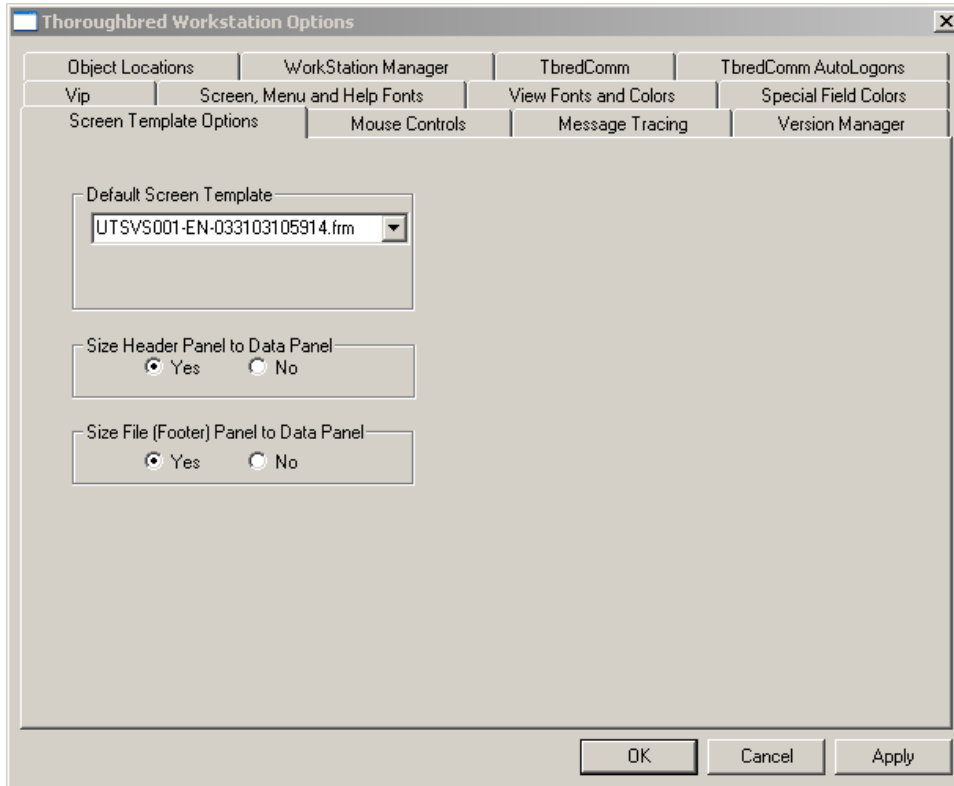 Thoroughbred Workstation Options
Object Locations WorkStation Manager TbredComm TbredComm AutoLogons
Vip Screen, Menu and Help Fonts View Fonts and Colors Special Field Colors
Screen Template Options Mouse Controls Message Tracing Version Manager
Default Screen Template
UTSVS001-EN-033103105914.frm
Size Header Panel to Data Panel
Yes No
Size File (Footer) Panel to Data Panel
Yes No
OK Cancel Apply